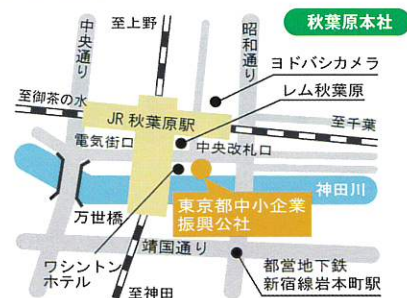 至上野
秋葉原本社
中央通り
昭和通り
ヨドバシカメラ
レム秋葉原
至御茶の水
JR 秋葉原駅
至千葉
電気街口
中央改札口
神田川
万世橋
東京都中小企業
振興公社
靖国通り
ワシントン
ホテル
都営地下鉄
新宿線岩本町駅
至神田